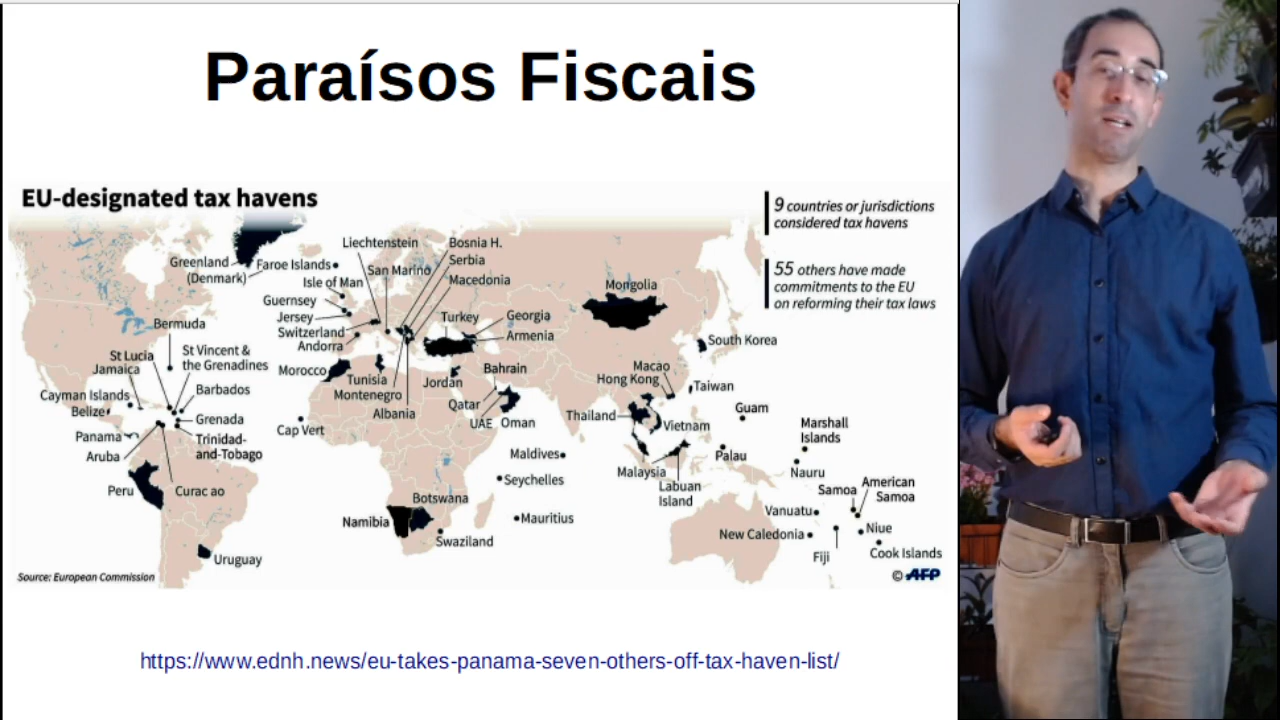 Paraísos Fiscais
EU-designated tax havens
9 countries or jurisdictions
considered tax havens
55 others have made
commitments to the EU
on reforming their tax laws
Greenland
(Denmark)
Faroe Islands
Isle of Man
Guernsey
Jersey
Switzerland
Andorra
Liechtenstein
San Marino
Bosnia H.
Serbia
Macedonia
Turkey
Georgia
Armenia
Mongolia
South Korea
Bermuda
St Lucia
Jamaica
St Vincent &
the Grenadines
Cayman Islands
Barbados
Belize
Grenada
Panama
Trinidad-
and-Tobago
Aruba
Peru
Curac ao
Uruguay
Morocco
Tunisia
Montenegro
Albania
Jordan
Bahrain
Qatar
UAE
Oman
Cap Vert
Macao
Hong Kong
Taiwan
Thailand
Vietnam
Guam
Marshall
Islands
Maldives
Seychelles
Malaysia
Labuan
Island
Palau
Nauru
Botswana
Namibia
Swaziland
Mauritius
Samoa
American
Samoa
Vanuatu
New Caledonia
Niue
Fiji
Cook Islands
Source: European Commission
© AFP
https://www.ednh.news/eu-takes-panama-seven-others-off-tax-haven-list/